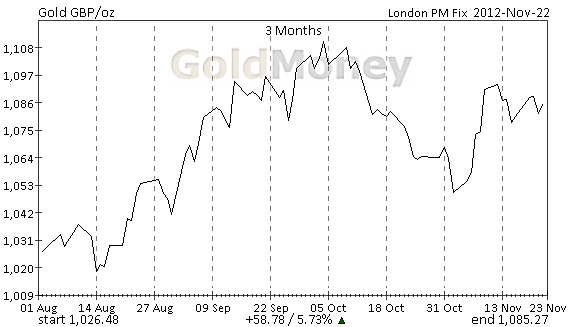 Gold GBP/oz London PM Fix 2012-Nov-22
3 Months
GoldMoney
1,108
1,097
1,086
1,075
1,064
1,053
1,042
1,031
1,020
1,009
01 Aug 14 Aug 27 Aug 09 Sep 22 Sep 05 Oct 18 Oct 31 Oct 13 Nov 23 Nov
start 1,026.48 +58.78 / 5.73% ▲ end 1,085.27